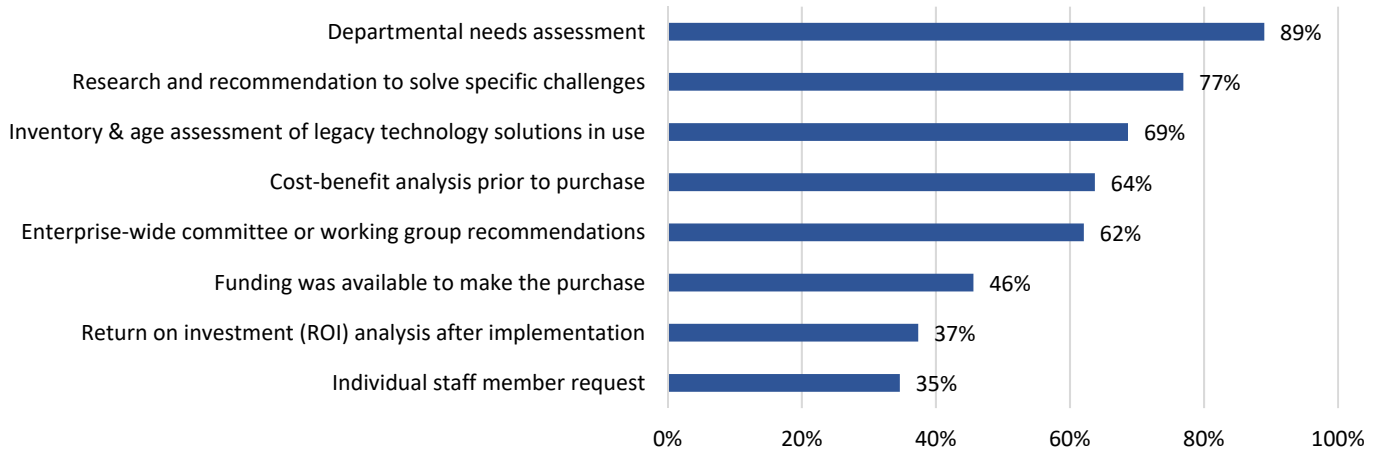 Departmental needs assessment 89%
Research and recommendation to solve specific challenges 77%
Inventory & age assessment of legacy technology solutions in use 69%
Cost-benefit analysis prior to purchase 64%
Enterprise-wide committee or working group recommendations 62%
Funding was available to make the purchase 46%
Return on investment (ROI) analysis after implementation 37%
Individual staff member request 35%
0% 20% 40% 60% 80% 100%